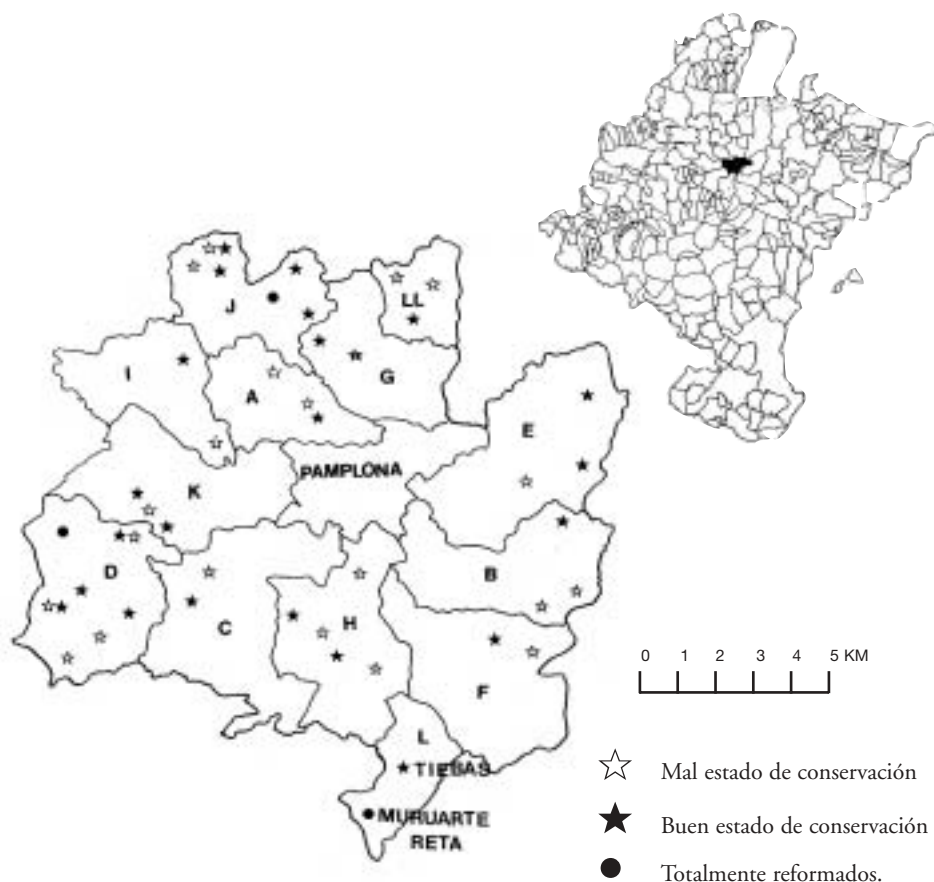 J
LL
I
A
G
E
PAMPLONA
K
B
D
C
H
F
L
TIEBAS
MURUARTE
RETA
0 1 2 3 4 5 KM
Mal estado de conservación
Buen estado de conservación
Totalmente reformados.